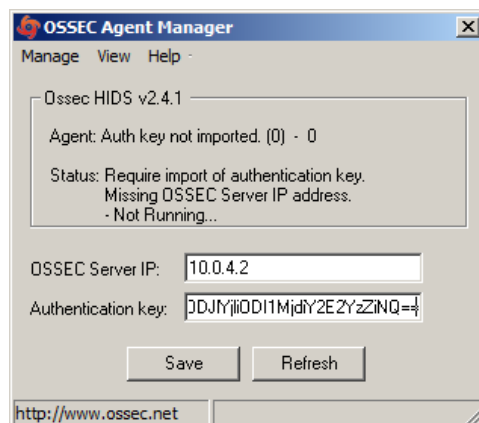 OSSEC Agent Manager
Manage View Help
Ossec HIDS v2.4.1
Agent: Auth key not imported. (0) - 0
Status: Require import of authentication key.
Missing OSSEC Server IP address.
- Not Running...
OSSEC Server IP: 10.0.4.2
Authentication key:
Save Refresh
http://www.ossec.net